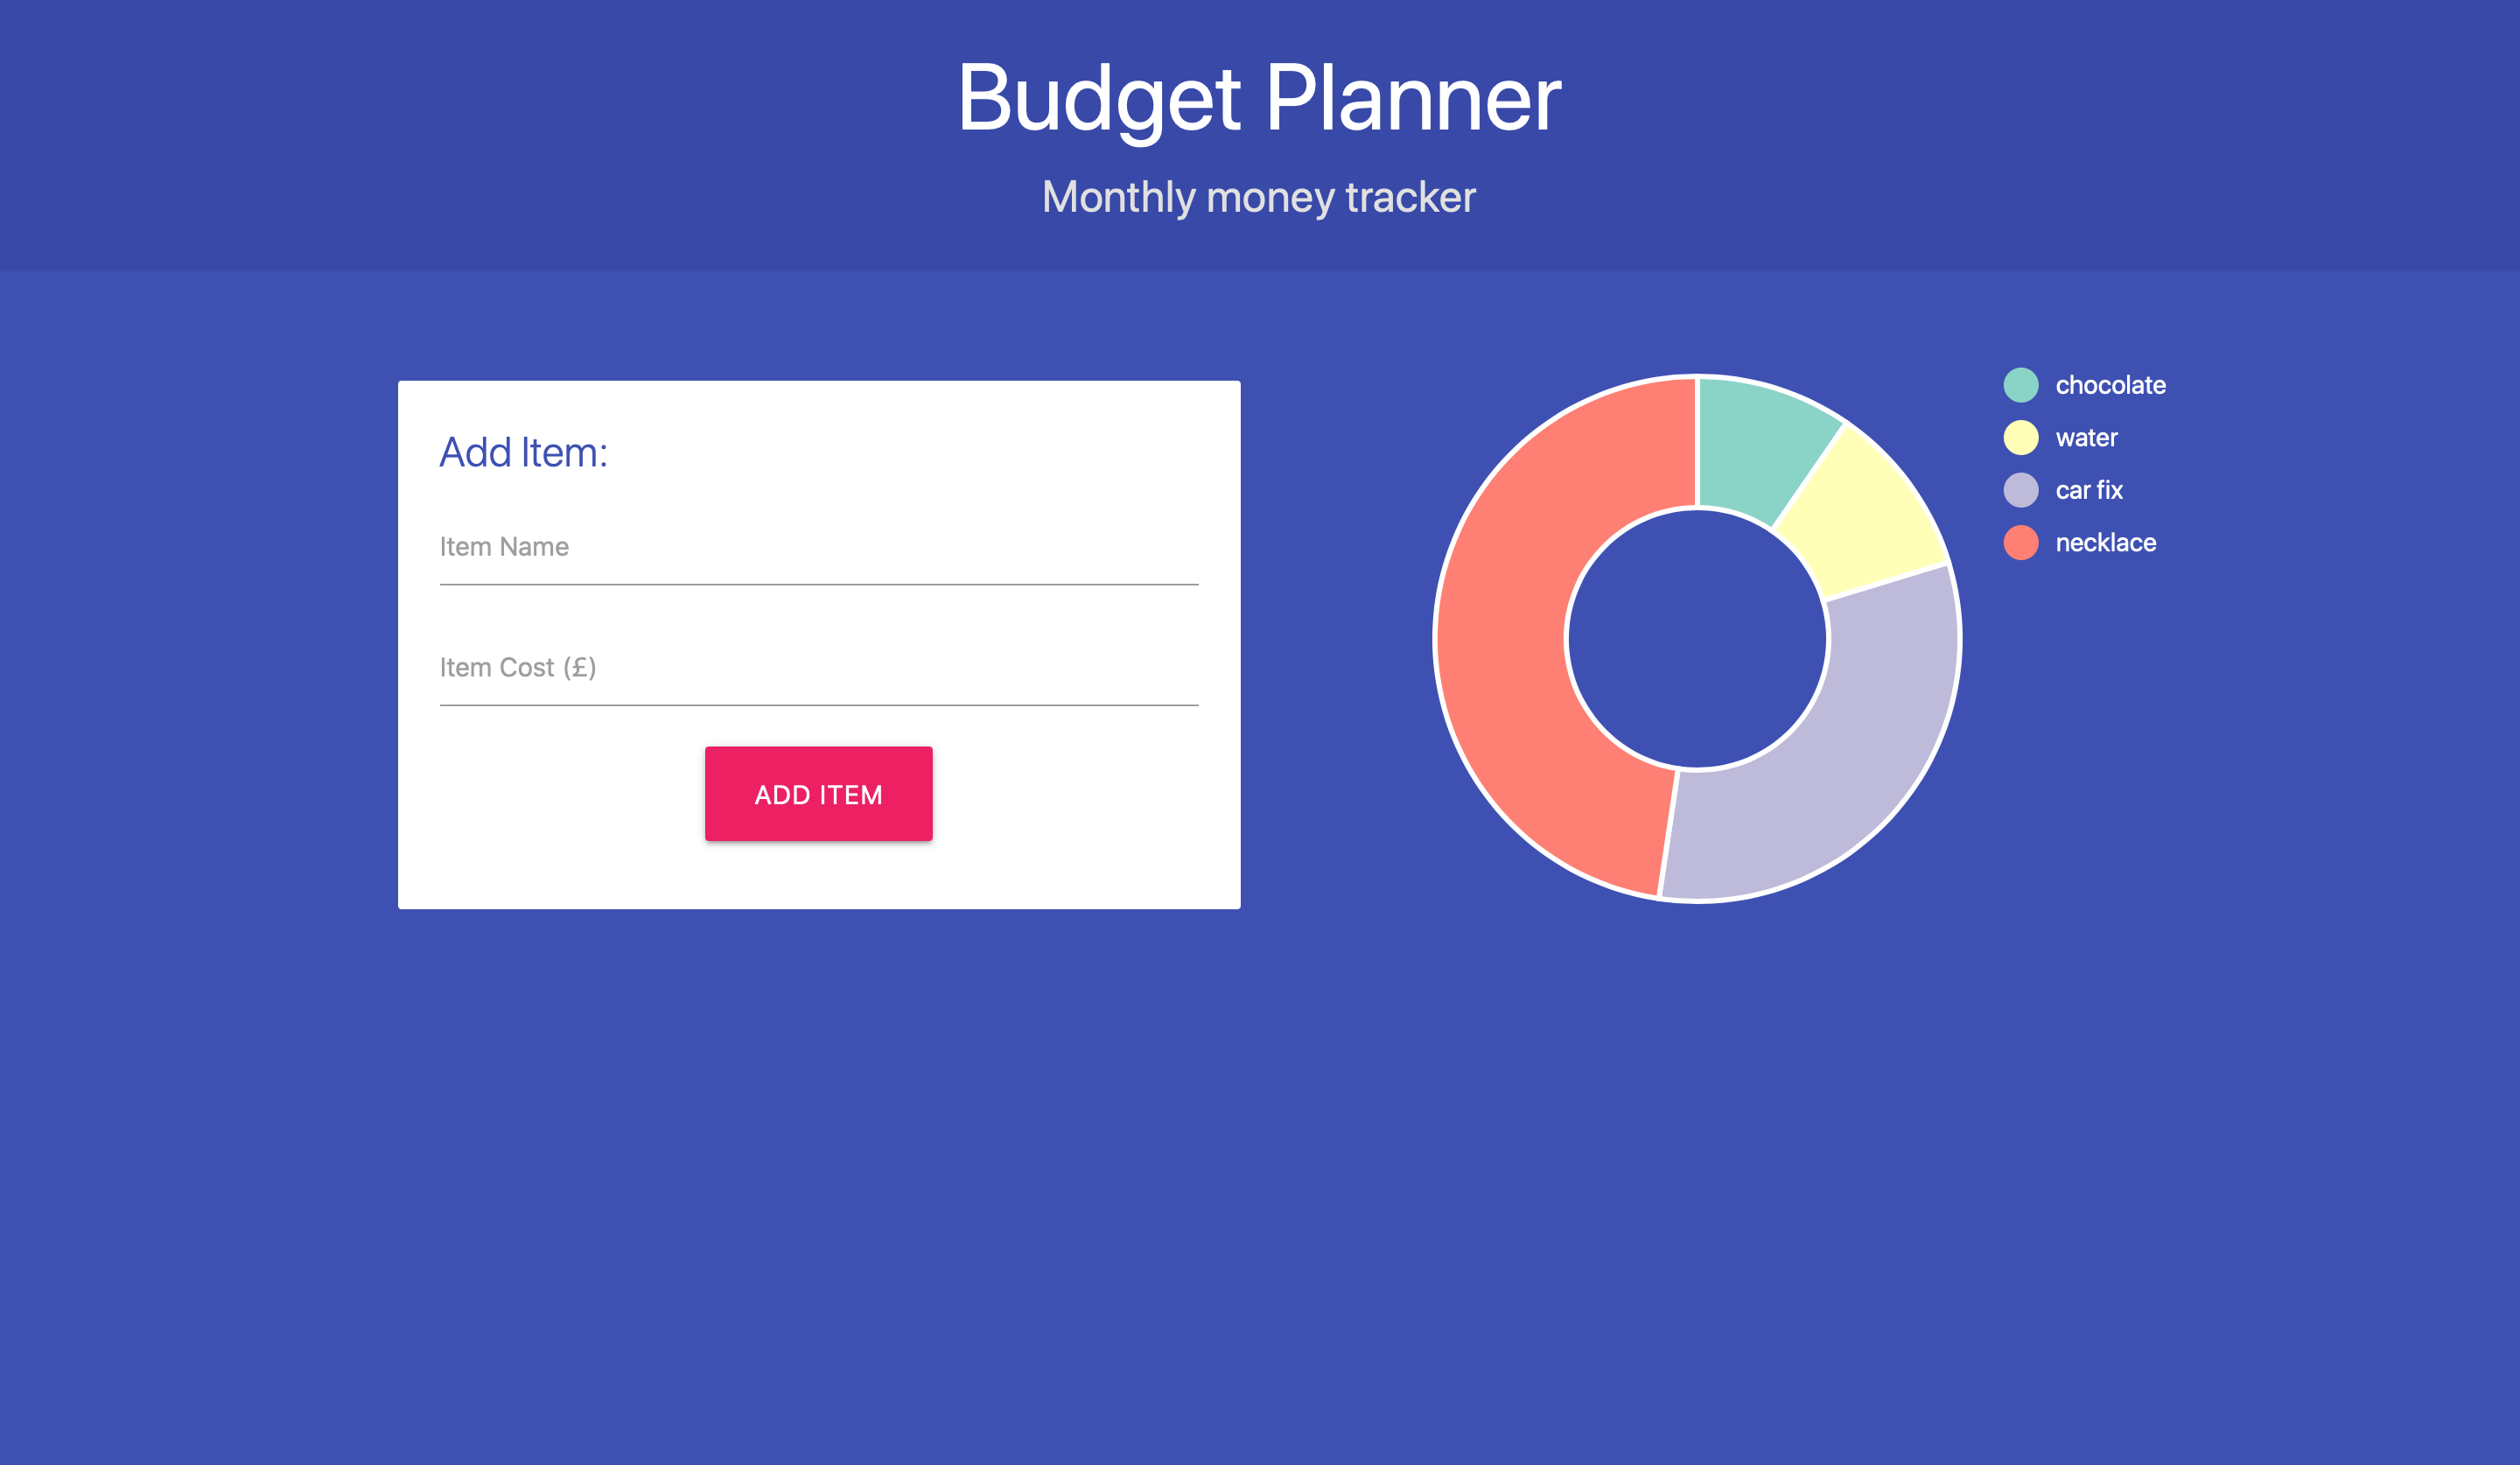 Budget Planner
Monthly money tracker
Add Item:
Item Name
Item Cost (£)
ADD ITEM
chocolate
water
car fix
necklace